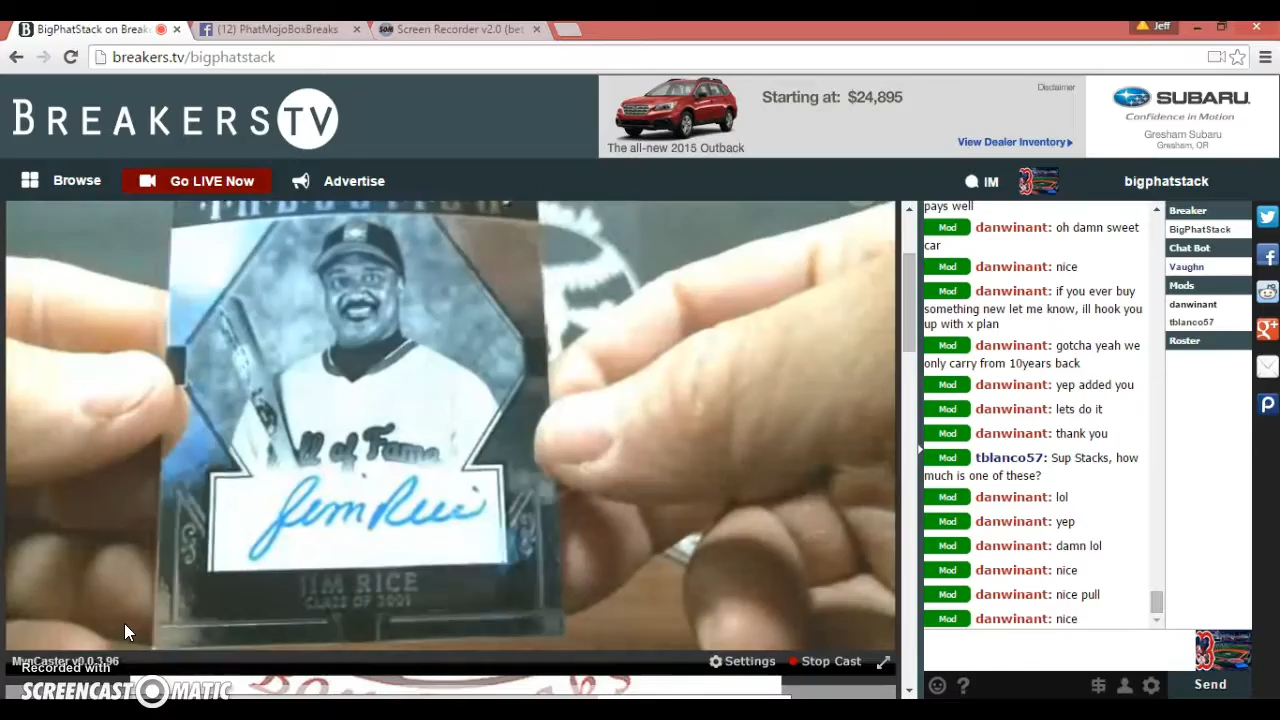 BigPhatStack on Break
(12) PhatMojoBoxBreaks
Screen Recorder v2.0 (bet
Jeff
breakers.tv/bigphatstack
BREAKERS TV
Starting at: $24,895
Disclaimer
The all-new 2015 Outback
View Dealer Inventory
SUBARU.
Confidence in Motion
Gresham Subaru
Gresham, OR
Browse
Go LIVE Now
Advertise
IM
bigphatstack
ll of Fame
Jim Rice
JIM RICE
CLASS OF 2009
pays well
Mod danwinant: oh damn sweet
car
Mod danwinant: nice
Mod danwinant: if you ever buy
something new let me know, ill hook you
up with x plan
Mod danwinant: gotcha yeah we
only carry from 10years back
Mod danwinant: yep added you
Mod danwinant: lets do it
Mod danwinant: thank you
Mod tblanco57: Sup Stacks, how
much is one of these?
Mod danwinant: lol
Mod danwinant: yep
Mod danwinant: damn lol
Mod danwinant: nice
Mod danwinant: nice pull
Mod danwinant: nice
Breaker
BigPhatStack
Chat Bot
Vaughn
Mods
danwinant
tblanco57
Roster
MvnCaster v0.0.3.96
Settings
Stop Cast
Recorded with
SCREENCAST-O-MATIC
Send